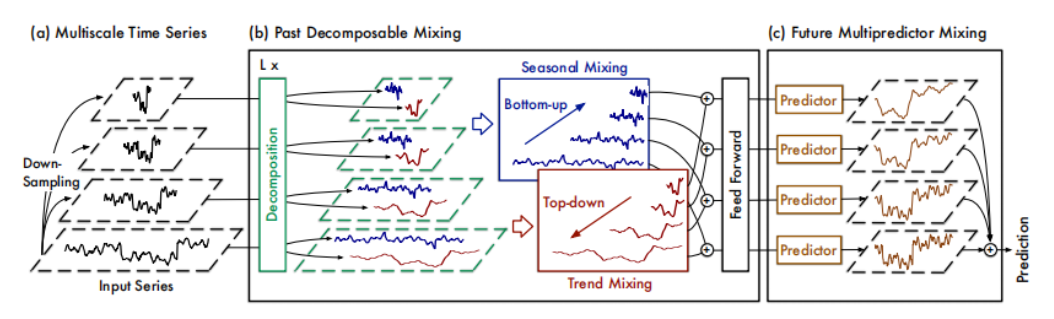 (a) Multiscale Time Series
(b) Past Decomposable Mixing
(c) Future Multipredictor Mixing
Down-
Sampling
Input Series
L x
Decomposition
Seasonal Mixing
Bottom-up
Top-down
Trend Mixing
Feed Forward
Predictor
Predictor
Predictor
Predictor
Prediction